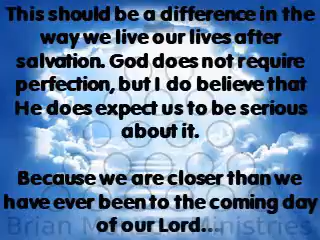 This should be a difference in the
way we live our lives after
salvation. God does not require
perfection, but I do believe that
He does expect us to be serious
about it.
Because we are closer than we
have ever been to the coming day
of our Lord...
Brian M Ministries